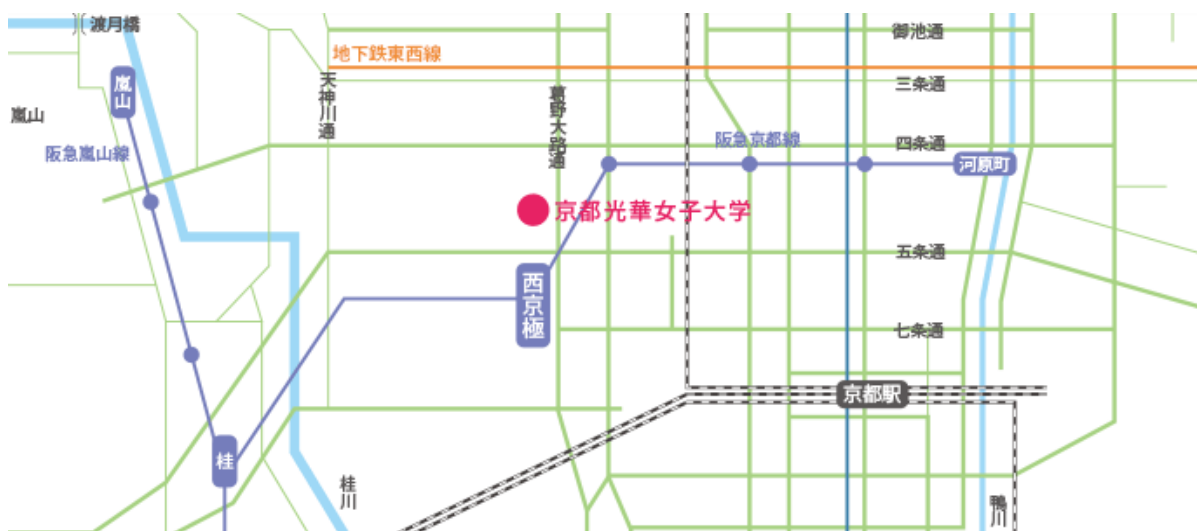 渡月橋
御池通
地下鉄東西線
三条通
嵐山
天神川通
葛野大路通
嵐山
四条通
阪急京都線
阪急嵐山線
河原町
京都光華女子大学
五条通
西京極
七条通
京都駅
桂
桂川
鴨川